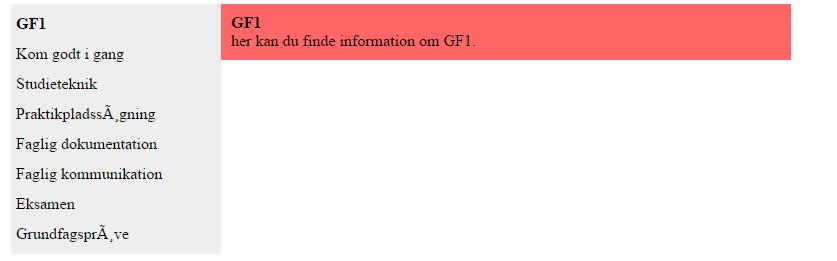 GF1
Kom godt i gang
Studieteknik
PraktikpladssÃ¸gning
Faglig dokumentation
Faglig kommunikation
Eksamen
GrundfagsprÃ¸ve
GF1
her kan du finde information om GF1.